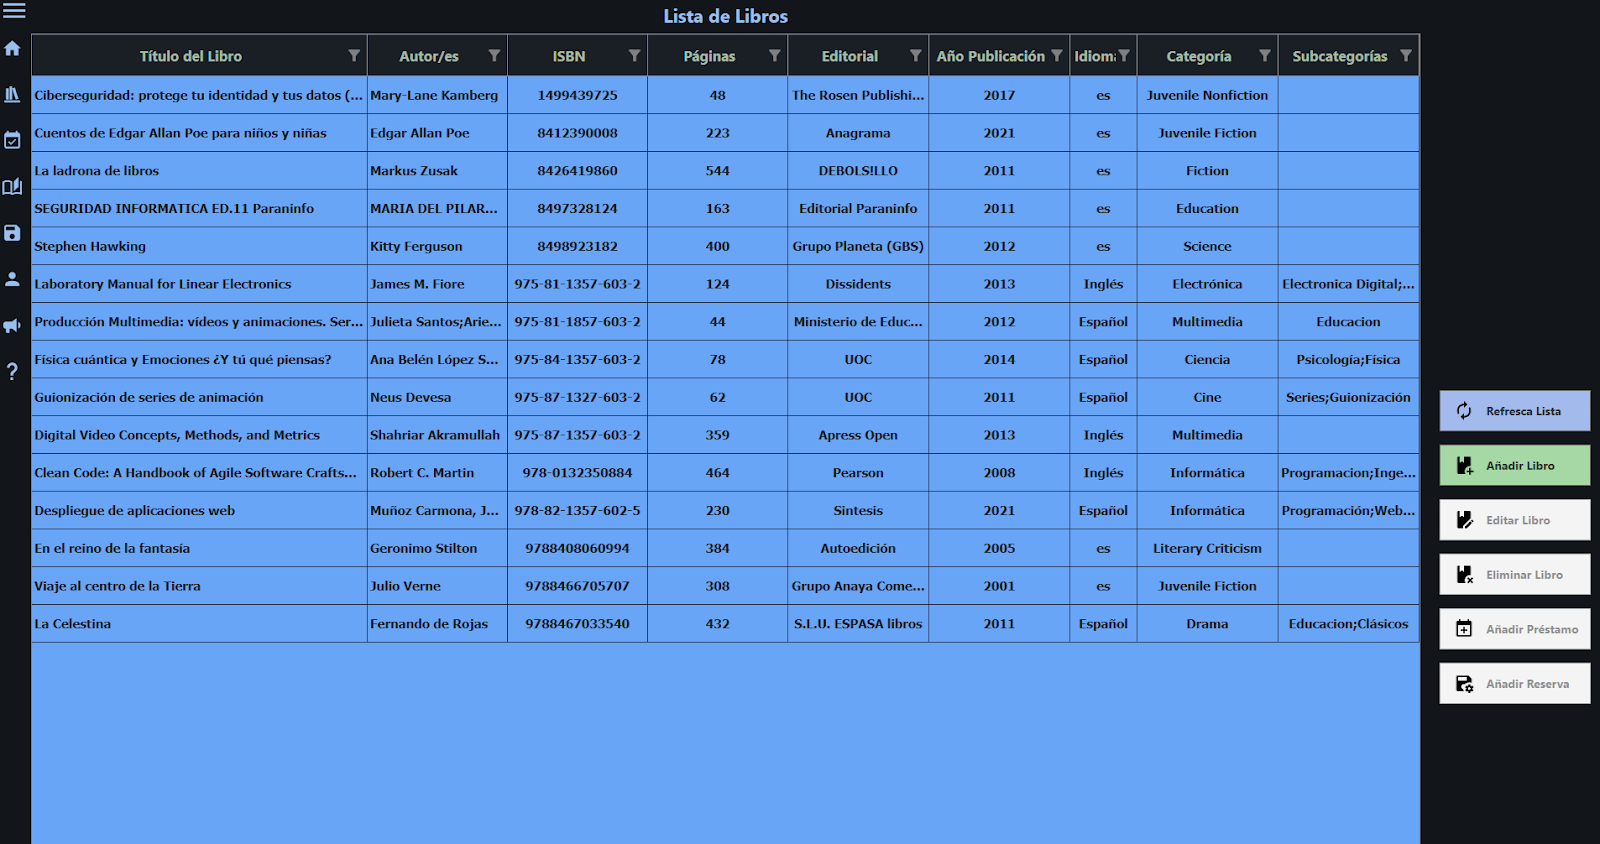 Lista de Libros
Título del Libro Autor/es ISBN Páginas Editorial Año Publicación Idiom Categoría Subcategorías
Ciberseguridad: protege tu identidad y tus datos (... Mary-Lane Kamberg 1499439725 48 The Rosen Publishi... 2017 es Juvenile Nonfiction
Cuentos de Edgar Allan Poe para niños y niñas Edgar Allan Poe 8412390008 223 Anagrama 2021 es Juvenile Fiction
La ladrona de libros Markus Zusak 8426419860 544 DEBOLS!LLO 2011 es Fiction
SEGURIDAD INFORMATICA ED.11 Paraninfo MARIA DEL PILAR... 8497328124 163 Editorial Paraninfo 2011 es Education
Stephen Hawking Kitty Ferguson 8498923182 400 Grupo Planeta (GBS) 2012 es Science
Laboratory Manual for Linear Electronics James M. Fiore 975-81-1357-603-2 124 Dissidents 2013 Inglés Electrónica Electronica Digital;...
Producción Multimedia: vídeos y animaciones. Ser... Julieta Santos;Arie... 975-81-1857-603-2 44 Ministerio de Educ... 2012 Español Multimedia Educacion
Física cuántica y Emociones ¿Y tú qué piensas? Ana Belén López S... 975-84-1357-603-2 78 UOC 2014 Español Ciencia Psicología;Física
Guionización de series de animación Neus Devesa 975-87-1327-603-2 62 UOC 2011 Español Cine Series;Guionización
Digital Video Concepts, Methods, and Metrics Shahriar Akramullah 975-87-1357-603-2 359 Apress Open 2013 Inglés Multimedia
Clean Code: A Handbook of Agile Software Crafts... Robert C. Martin 978-0132350884 464 Pearson 2008 Inglés Informática Programacion;Inge...
Despliegue de aplicaciones web Muñoz Carmona, J... 978-82-1357-602-5 230 Sintesis 2021 Español Informática Programación;Web...
En el reino de la fantasía Geronimo Stilton 9788408060994 384 Autoedición 2005 es Literary Criticism
Viaje al centro de la Tierra Julio Verne 9788466705707 308 Grupo Anaya Come... 2001 es Juvenile Fiction
La Celestina Fernando de Rojas 9788467033540 432 S.L.U. ESPASA libros 2011 Español Drama Educacion;Clásicos
Refresca Lista
Añadir Libro
Editar Libro
Eliminar Libro
Añadir Préstamo
Añadir Reserva